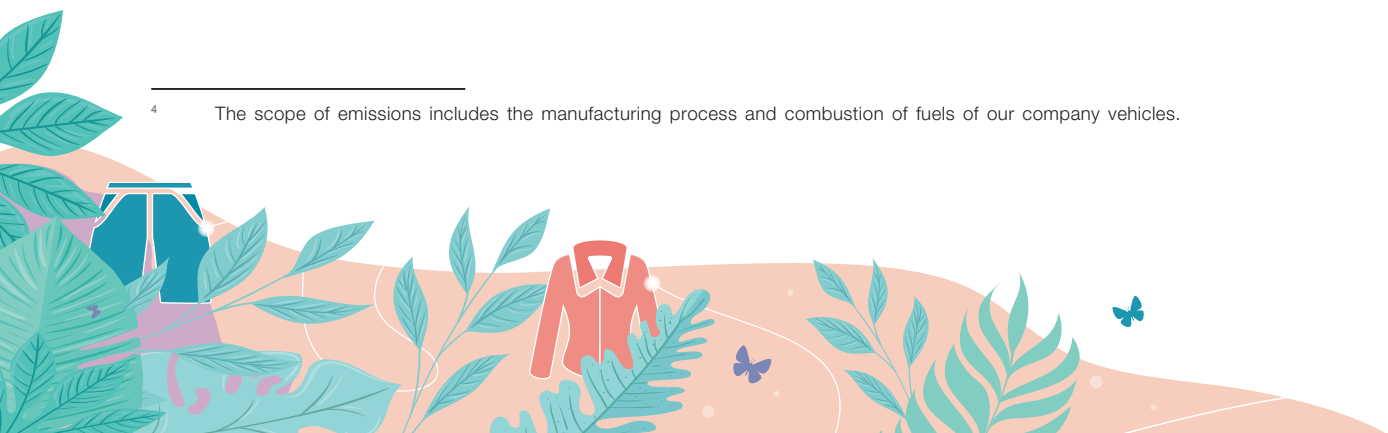 4 The scope of emissions includes the manufacturing process and combustion of fuels of our company vehicles.